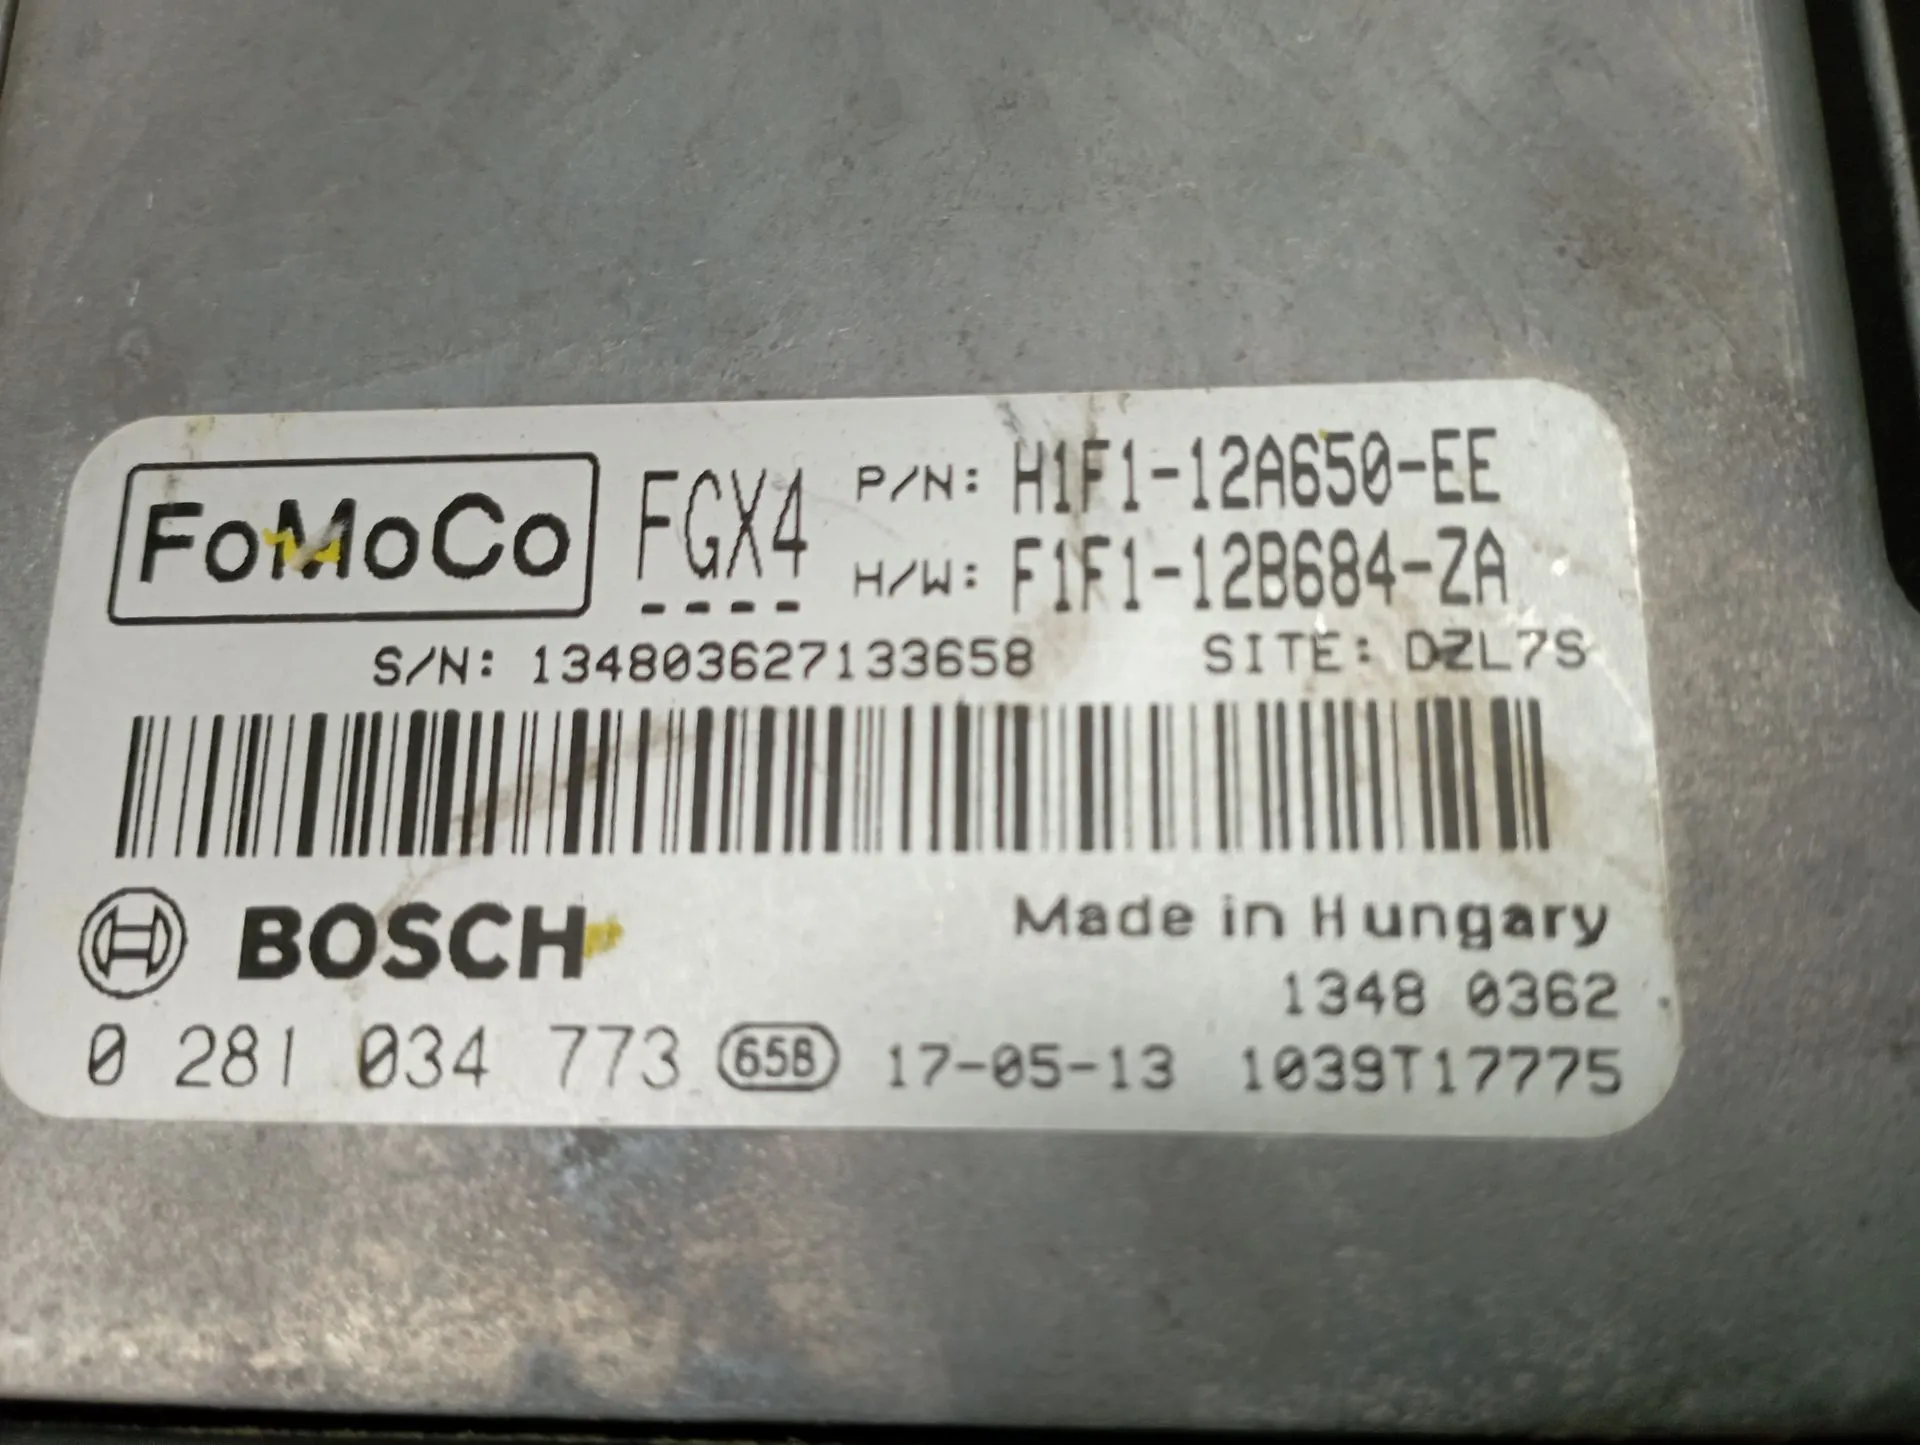 FoMoCo FGX4 P/N: H1F1-12A650-EE
---- H/W: F1F1-12B684-ZA
S/N: 134803627133658 SITE: DZL7S
BOSCH Made in Hungary
1348 0362
0 281 034 773 658 17-05-13 1039T17775